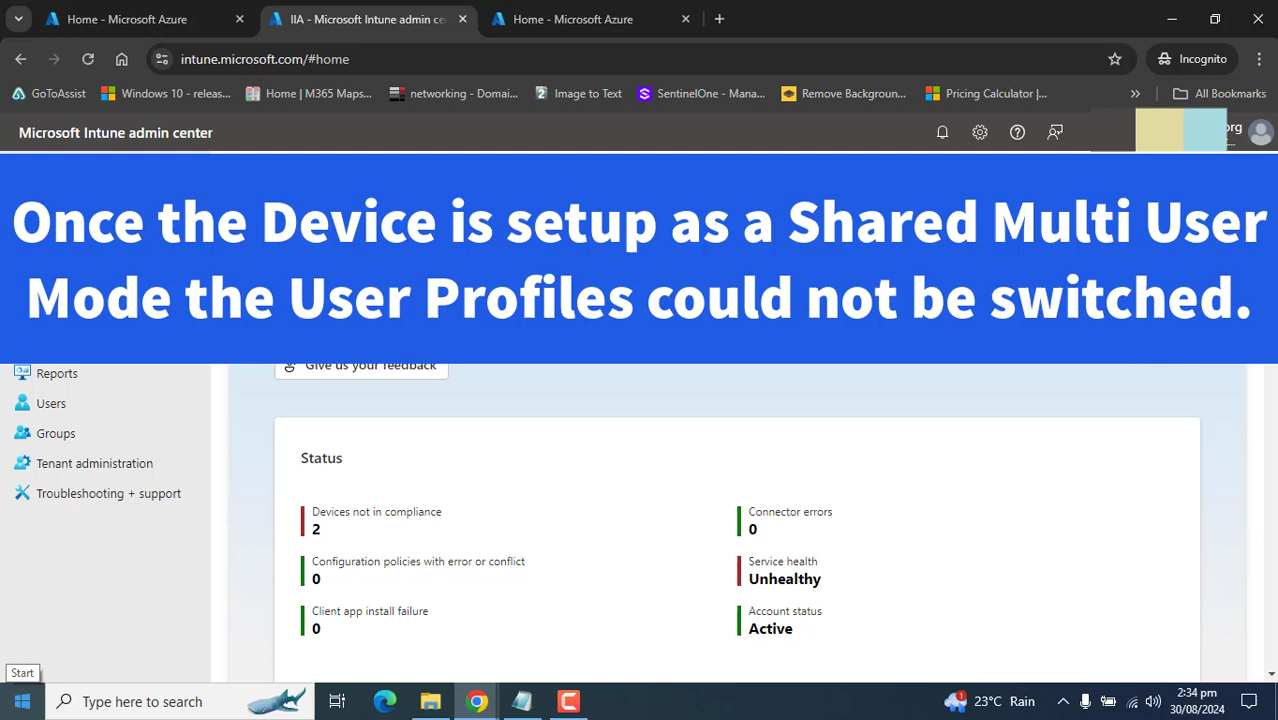 Home - Microsoft Azure
IIA - Microsoft Intune admin ce
Home - Microsoft Azure
intune.microsoft.com/#home
Incognito
GoToAssist
Windows 10 - releas...
Home | M365 Maps...
networking - Domai...
Image to Text
SentinelOne - Mana...
Remove Backgroun...
Pricing Calculator |...
All Bookmarks
Microsoft Intune admin center
org
Once the Device is setup as a Shared Multi User
Mode the User Profiles could not be switched.
Give us your feedback
Reports
Users
Groups
Tenant administration
Troubleshooting + support
Status
Devices not in compliance
2
Connector errors
0
Configuration policies with error or conflict
0
Service health
Unhealthy
Client app install failure
0
Account status
Active
Start
Type here to search
1
23°C Rain
2:34 pm
30/08/2024